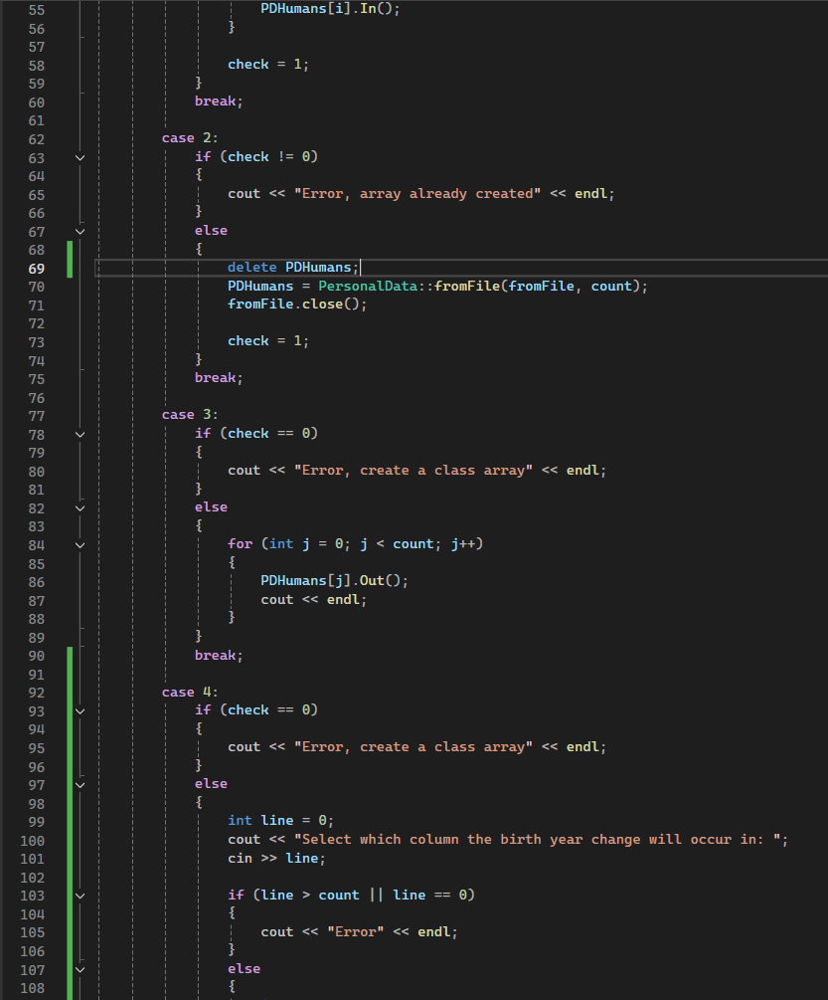 55 PDHumans[i].In();
56 }
57
58 check = 1;
59 }
60 break;
61
62 case 2:
63 if (check != 0)
64 {
65 cout << "Error, array already created" << endl;
66 }
67 else
68 {
69 delete PDHumans;
70 PDHumans = PersonalData::fromFile(fromFile, count);
71 fromFile.close();
72
73 check = 1;
74 }
75 break;
76
77 case 3:
78 if (check == 0)
79 {
80 cout << "Error, create a class array" << endl;
81 }
82 else
83 {
84 for (int j = 0; j < count; j++)
85 {
86 PDHumans[j].Out();
87 cout << endl;
88 }
89 }
90 break;
91
92 case 4:
93 if (check == 0)
94 {
95 cout << "Error, create a class array" << endl;
96 }
97 else
98 {
99 int line = 0;
100 cout << "Select which column the birth year change will occur in: ";
101 cin >> line;
102
103 if (line > count || line == 0)
104 {
105 cout << "Error" << endl;
106 }
107 else
108 {